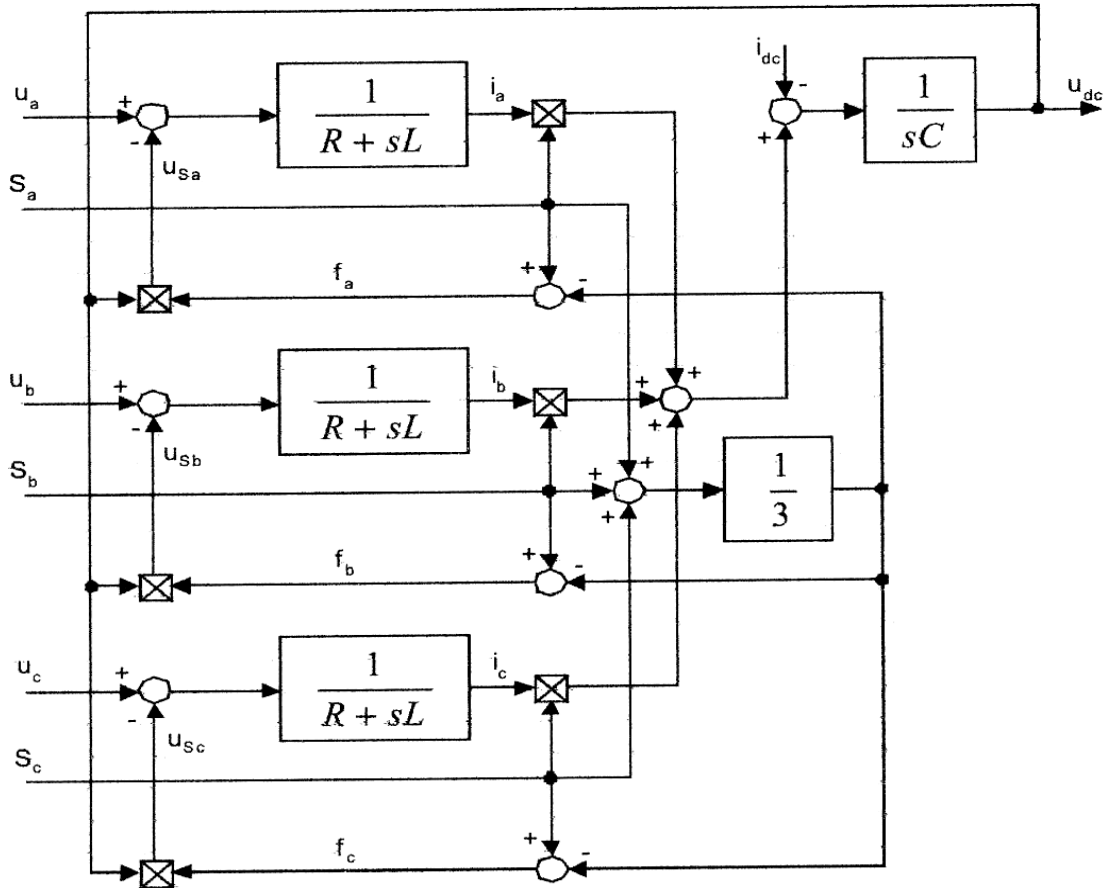 i_dc
u_dc
1
sC
u_a
+
-
1
R + sL
i_a
u_Sa
S_a
+
-
f_a
-
+
u_b
+
-
1
R + sL
i_b
+
+
+
u_Sb
S_b
+
+
+
1
3
f_b
+
-
u_c
+
-
1
R + sL
i_c
u_Sc
S_c
f_c
+
-